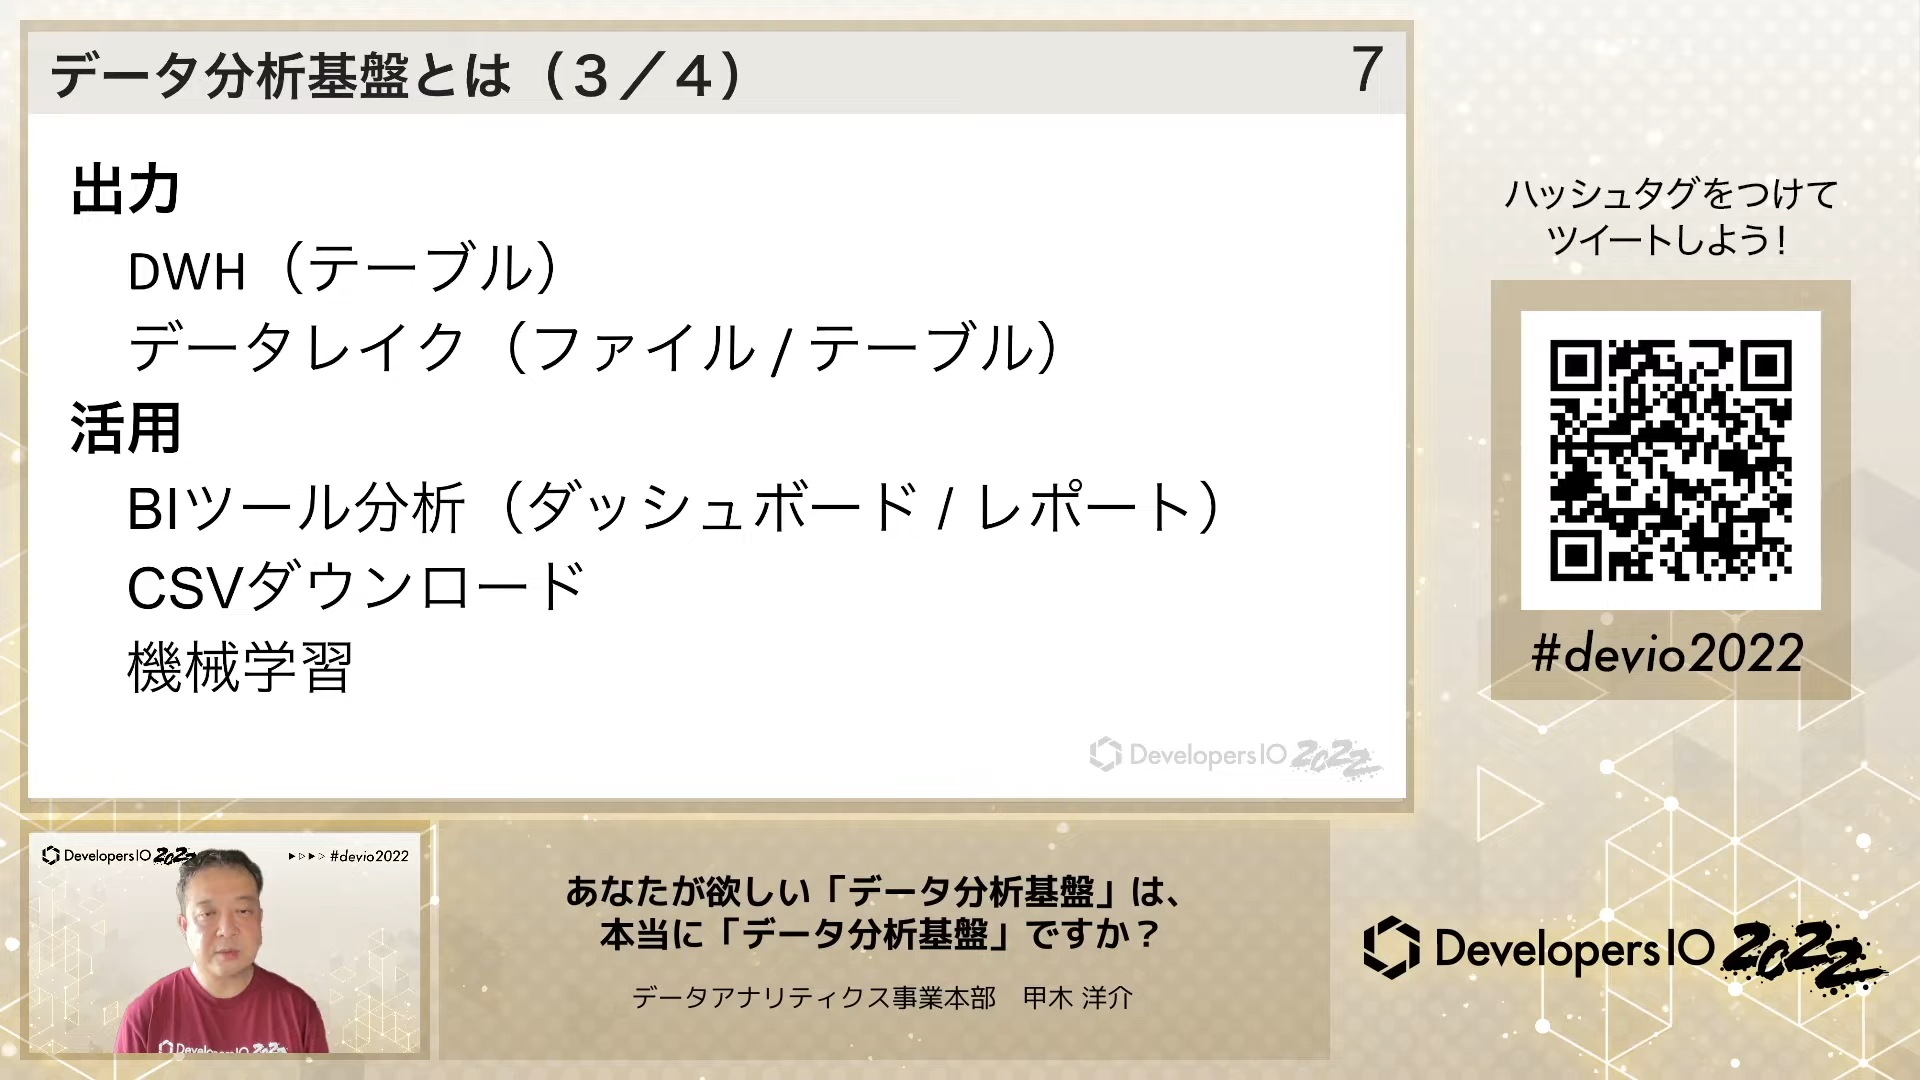 データ分析基盤とは（３／４）
7
出力
DWH（テーブル）
データレイク（ファイル / テーブル）
活用
BIツール分析（ダッシュボード / レポート）
CSVダウンロード
機械学習
DevelopersIO 2022
ハッシュタグをつけて
ツイートしよう！
#devio2022
DevelopersIO 2022
#devio2022
DevelopersIO 2022
あなたが欲しい「データ分析基盤」は、
本当に「データ分析基盤」ですか？
データアナリティクス事業本部　甲木 洋介
DevelopersIO 2022